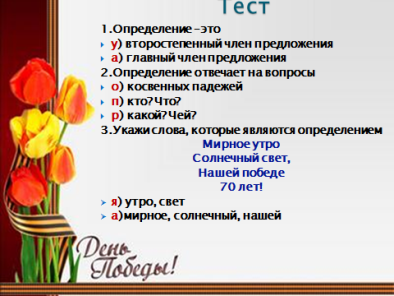 Тест
1.Определение –это
у) второстепенный член предложения
а) главный член предложения
2.Определение отвечает на вопросы
о) косвенных падежей
п) кто? Что?
р) какой? Чей?
3.Укажи слова, которые являются определением
Мирное утро
Солнечный свет,
Нашей победе
70 лет!
я) утро, свет
а)мирное, солнечный, нашей
День
Победы!